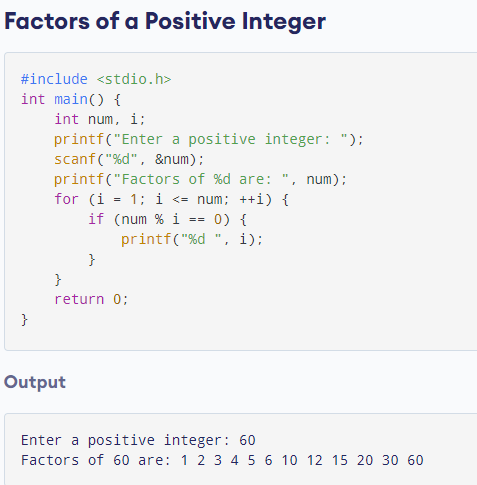 Factors of a Positive Integer
#include <stdio.h>
int main() {
    int num, i;
    printf("Enter a positive integer: ");
    scanf("%d", &num);
    printf("Factors of %d are: ", num);
    for (i = 1; i <= num; ++i) {
        if (num % i == 0) {
            printf("%d ", i);
        }
    }
    return 0;
}
Output
Enter a positive integer: 60
Factors of 60 are: 1 2 3 4 5 6 10 12 15 20 30 60